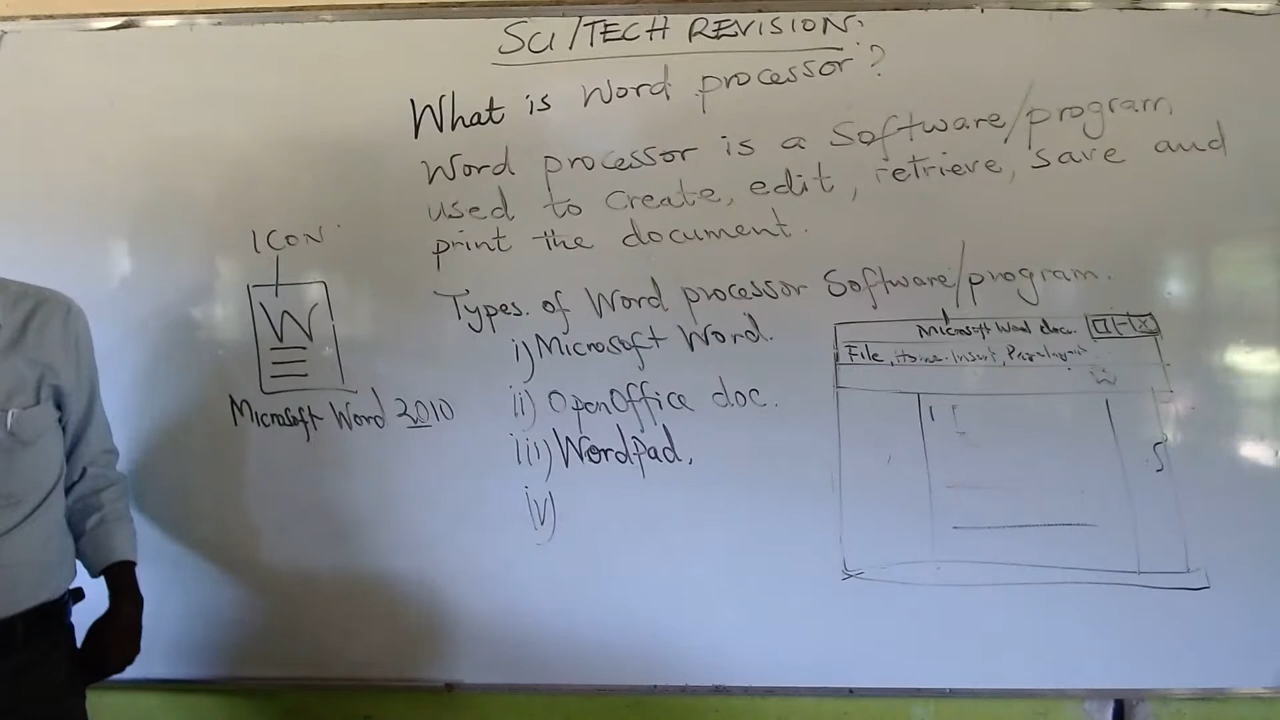 SCI/TECH REVISION.
What is Word processor?
Word processor is a Software/program
used to create, edit, retrieve, save and
print the document.
ICON
W
Microsoft Word 2010
Types of Word processor Software/program.
i) Microsoft Word.
ii) OpenOffice doc.
iii) WordPad,
iv)
Microsoft Word doc.
File, Home, Insert, Page layout